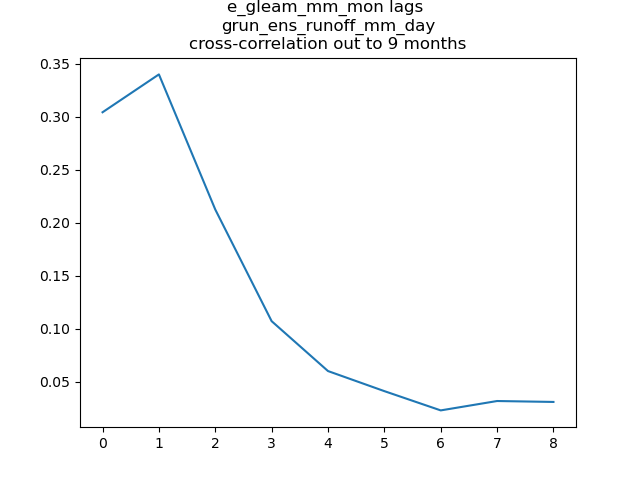 e_gleam_mm_mon lags
grun_ens_runoff_mm_day
cross-correlation out to 9 months
0.35
0.30
0.25
0.20
0.15
0.10
0.05
0 1 2 3 4 5 6 7 8